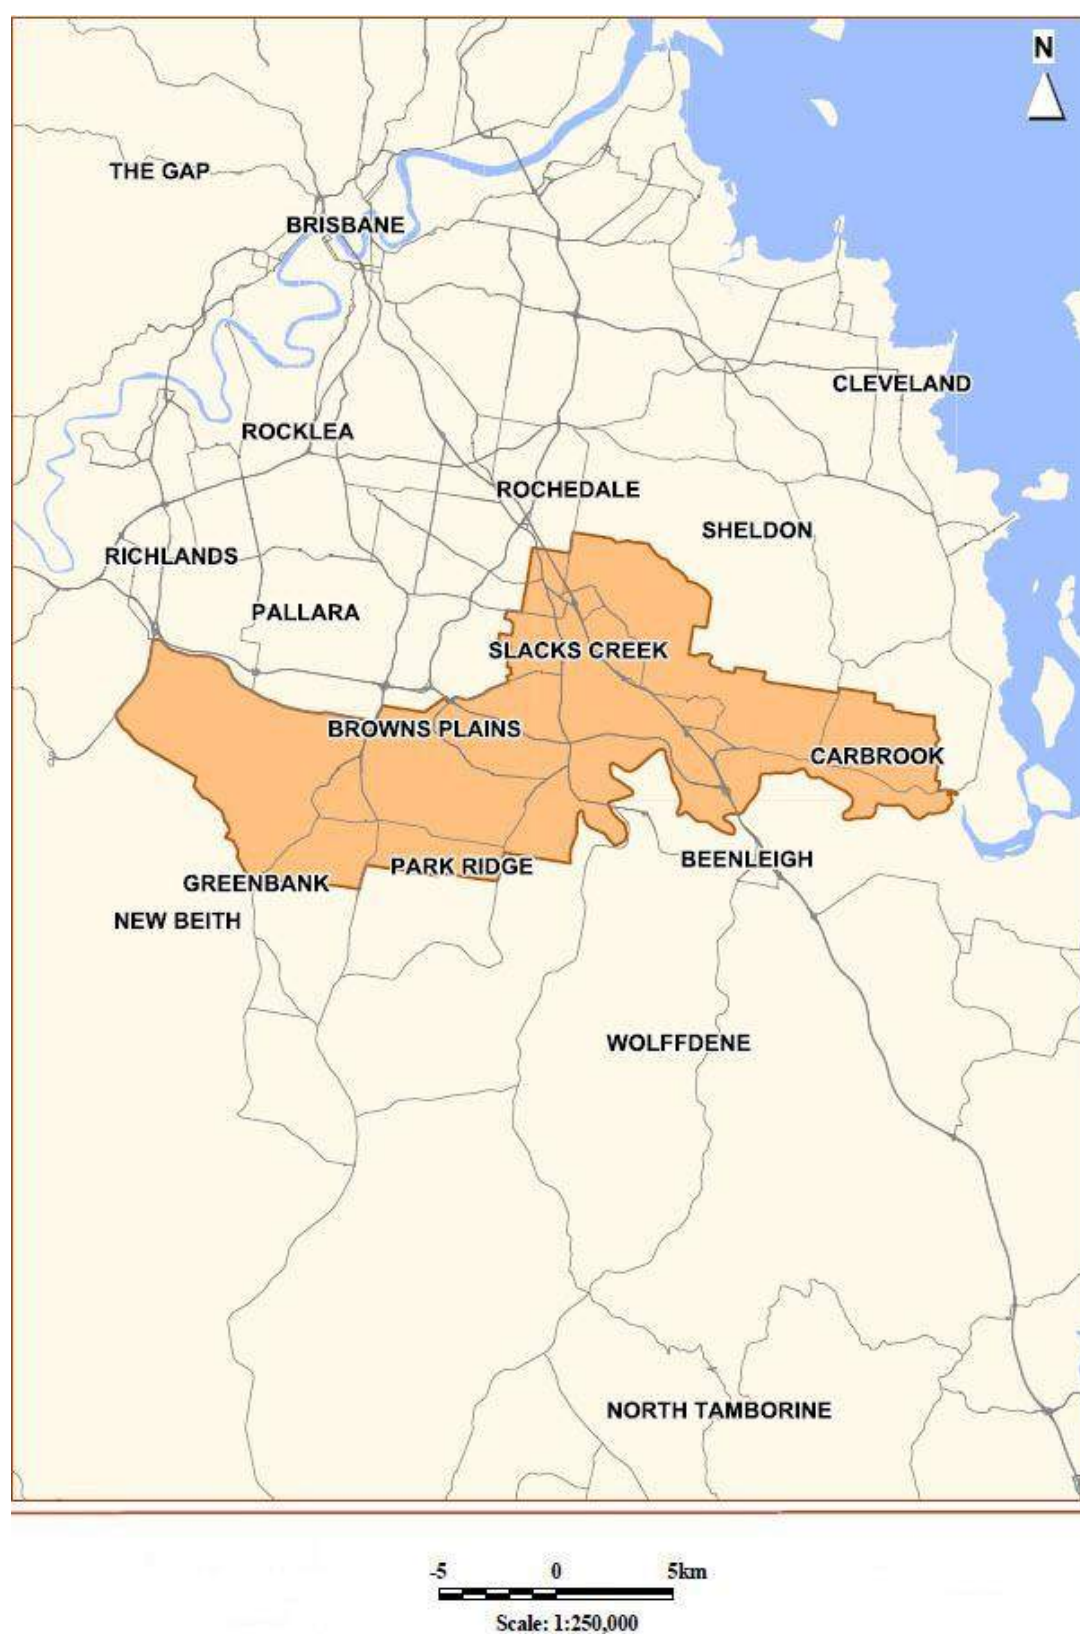 N
THE GAP
BRISBANE
CLEVELAND
ROCKLEA
ROCHEDALE
SHELDON
RICHLANDS
PALLARA
SLACKS CREEK
BROWNS PLAINS
CARBROOK
BEENLEIGH
PARK RIDGE
GREENBANK
NEW BEITH
WOLFFDENE
NORTH TAMBORINE
-5 0 5km
Scale: 1:250,000